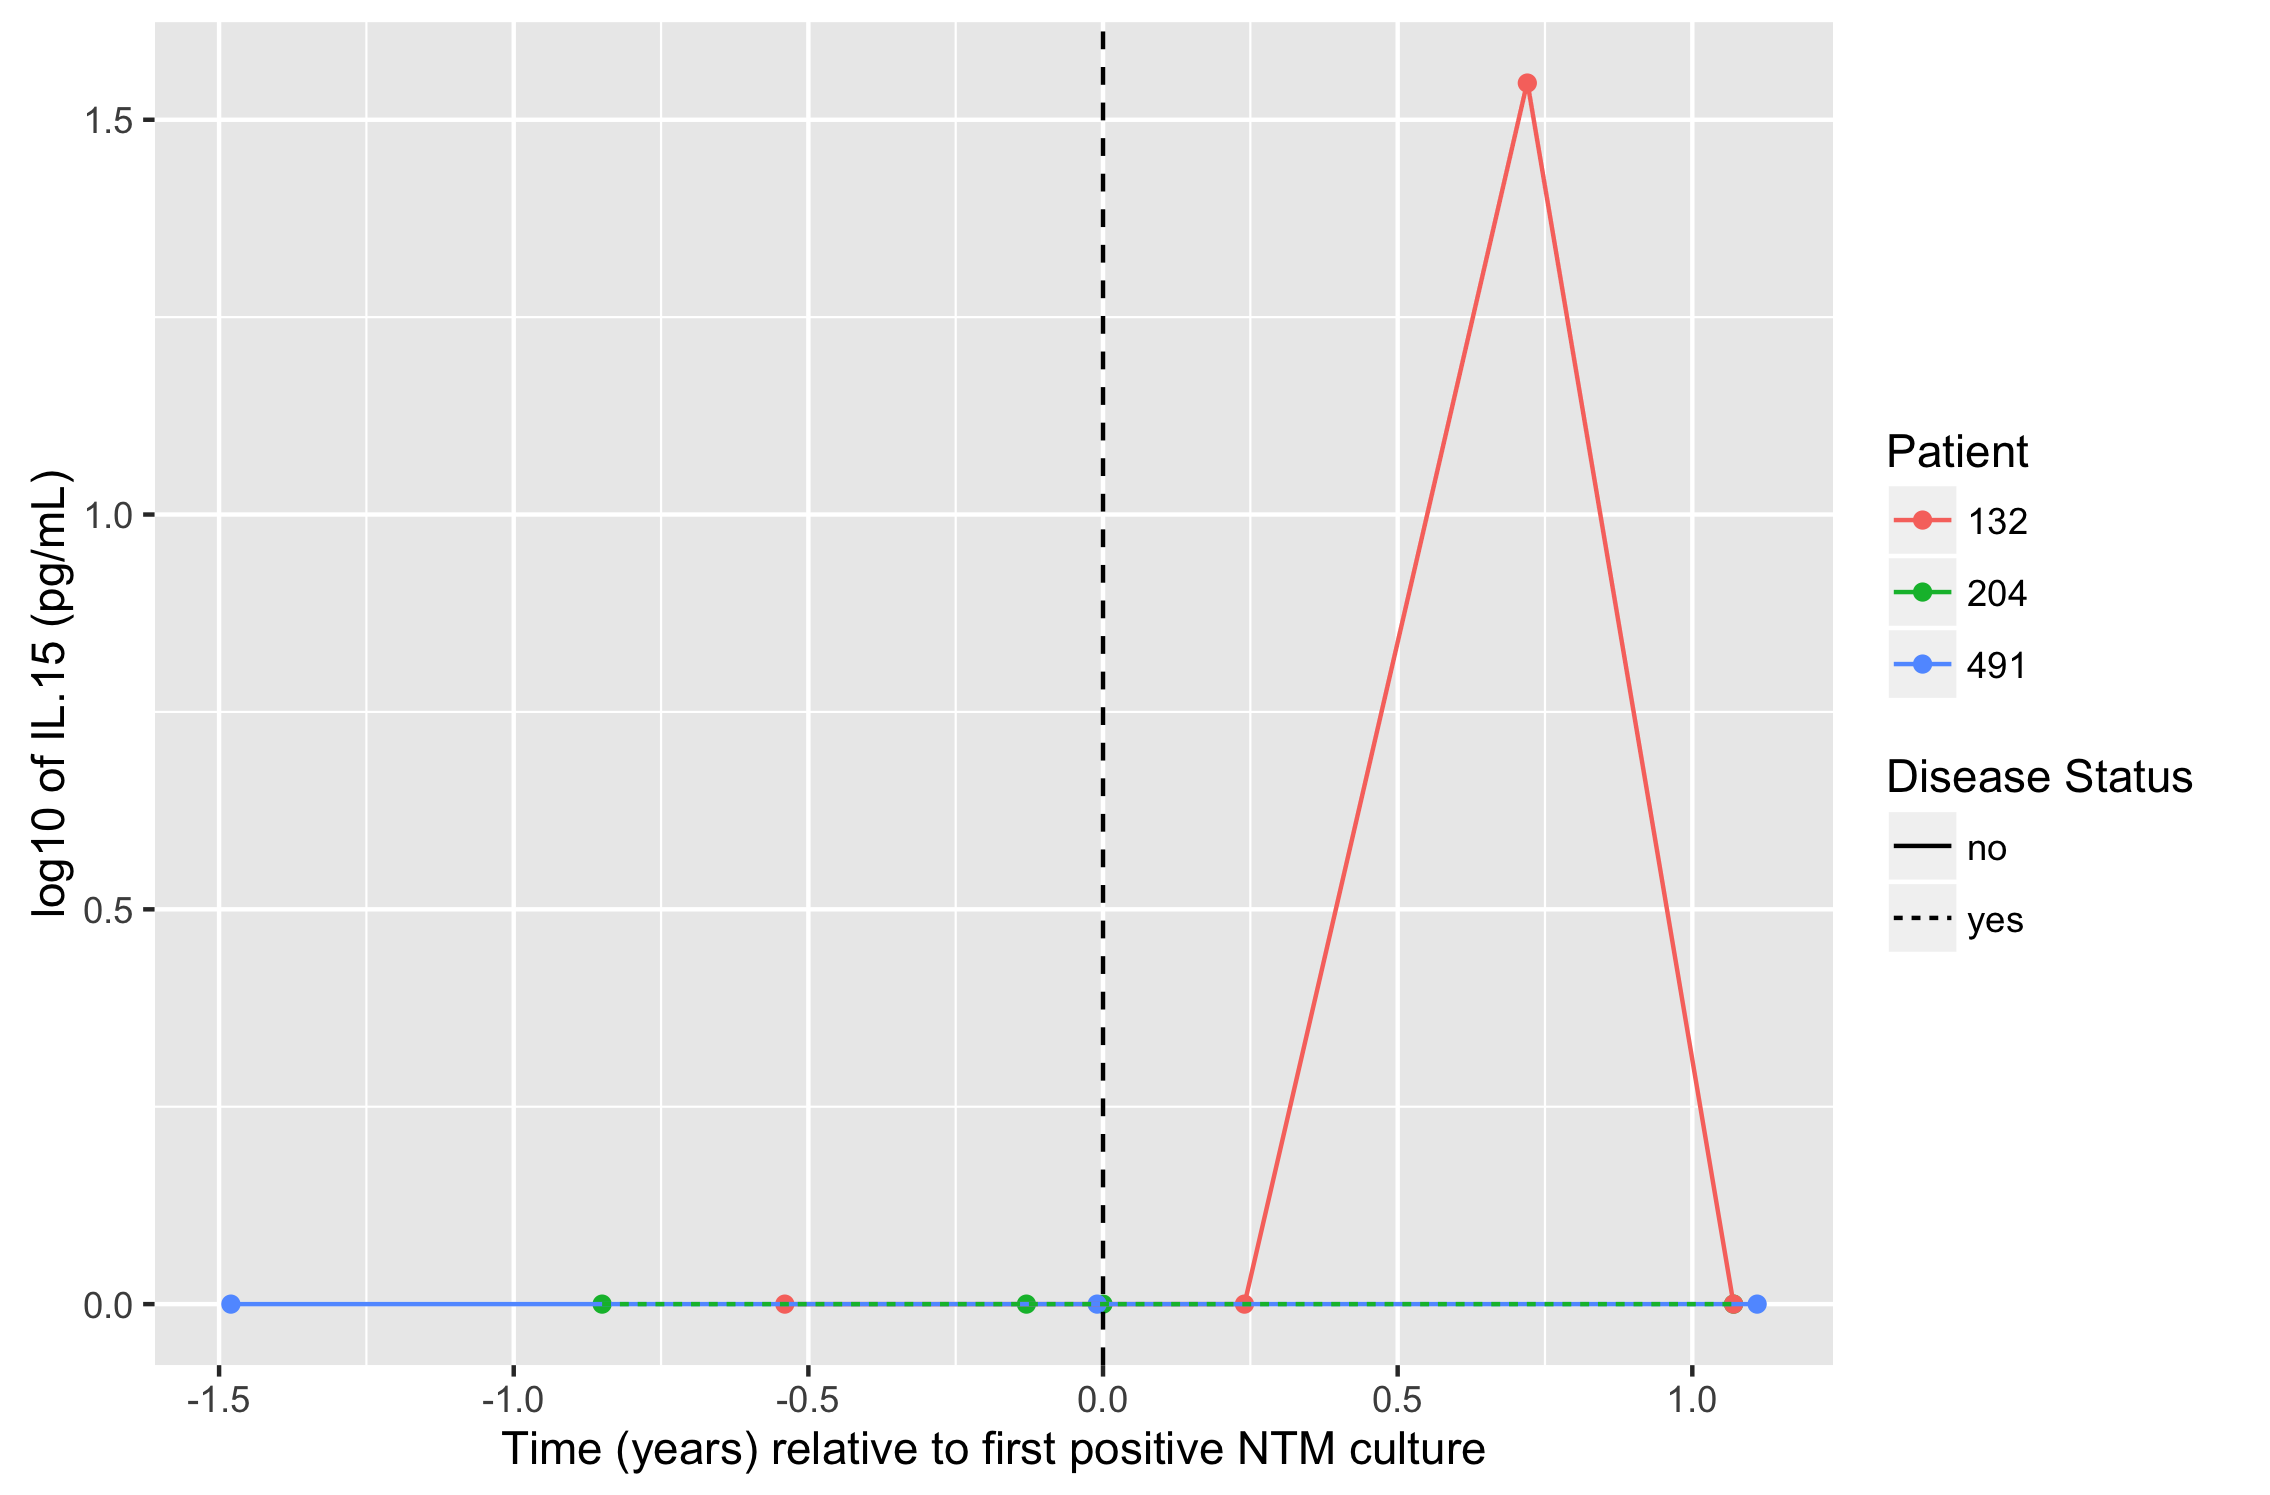 log10 of IL.15 (pg/mL)
1.5
1.0
0.5
0.0
-1.5 -1.0 -0.5 0.0 0.5 1.0
Time (years) relative to first positive NTM culture
Patient
132
204
491
Disease Status
no
yes